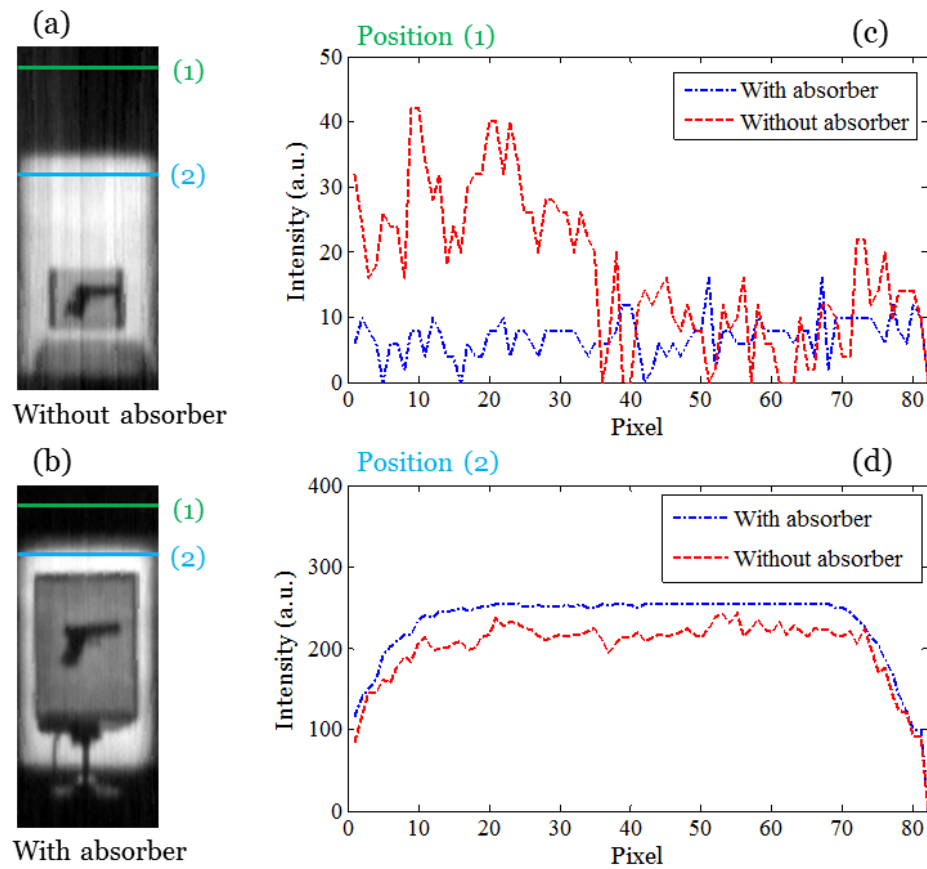 (a)
(1)
(2)
Without absorber
(b)
(1)
(2)
With absorber
Position (1)
(c)
50
40
30
20
10
0
Intensity (a.u.)
With absorber
Without absorber
0 10 20 30 40 50 60 70 80
Pixel
Position (2)
(d)
400
300
200
100
0
Intensity (a.u.)
With absorber
Without absorber
0 10 20 30 40 50 60 70 80
Pixel